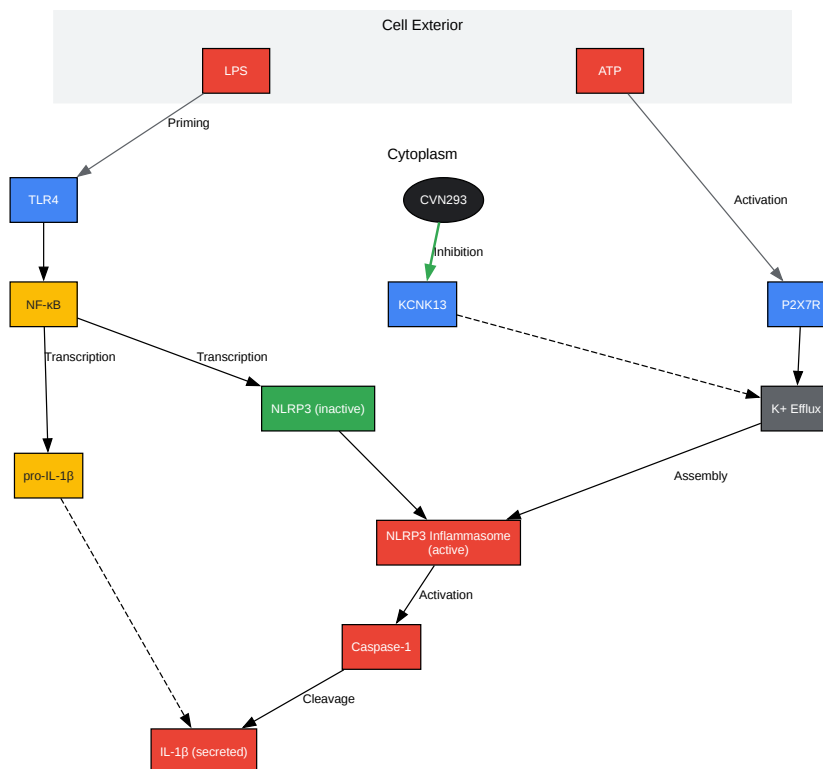 Cell Exterior
LPS
ATP
Priming
Cytoplasm
TLR4
CVN293
Activation
Inhibition
NF-κB
KCNK13
P2X7R
Transcription
Transcription
NLRP3 (inactive)
K+ Efflux
pro-IL-1β
Assembly
NLRP3 Inflammasome
(active)
Activation
Caspase-1
Cleavage
IL-1β (secreted)